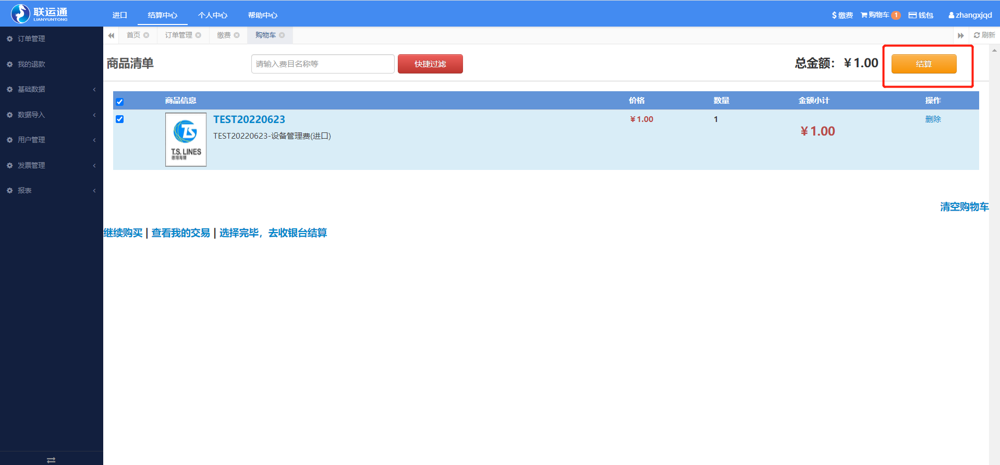 联运通
LIANYUNTONG
进口 结算中心 个人中心 帮助中心 $缴费 购物车 1 钱包 zhangxjqd
首页 订单管理 缴费 购物车 刷新
订单管理
我的退款
基础数据
数据导入
用户管理
发票管理
报表
商品清单 请输入费目名称等 快捷过滤 总金额：￥1.00 结算
商品信息 价格 数量 金额小计 操作
TEST20220623 ￥1.00 1 ￥1.00 删除
TEST20220623-设备管理费(进口)
TS
T.S. LINES
德翔海運
清空购物车
继续购买 | 查看我的交易 | 选择完毕，去收银台结算